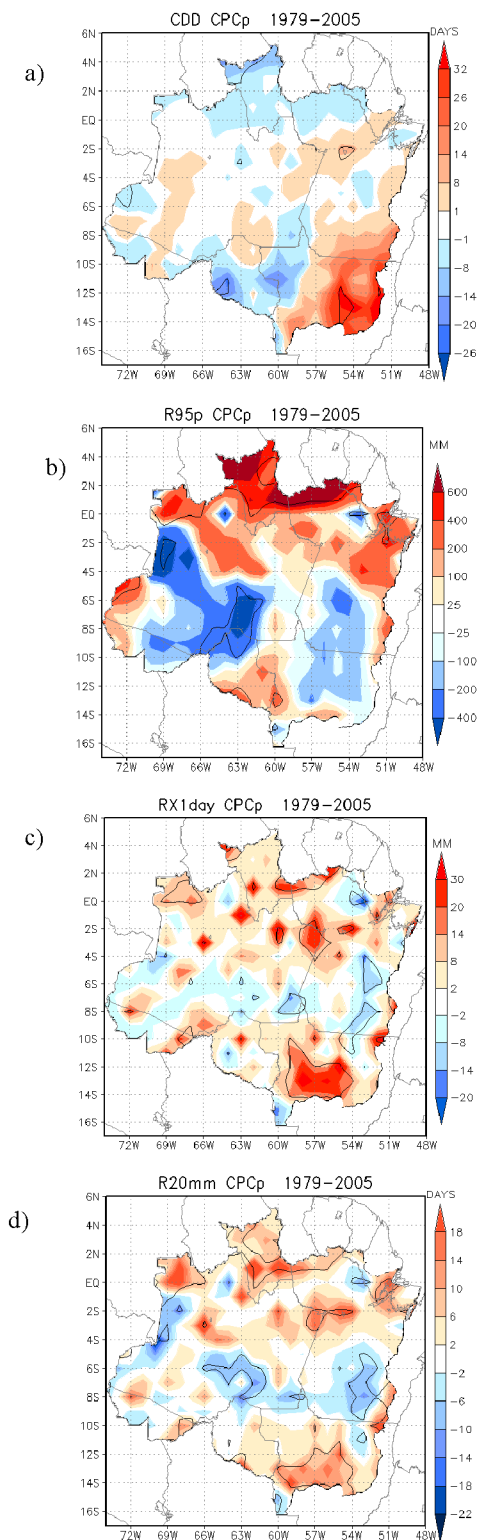 CDD CPCp 1979−2005
DAYS
a)
6N
4N
2N
EQ
2S
4S
6S
8S
10S
12S
14S
16S
72W 69W 66W 63W 60W 57W 54W 51W 48W
32
26
20
14
8
1
−1
−8
−14
−20
−26
R95p CPCp 1979−2005
MM
b)
6N
4N
2N
EQ
2S
4S
6S
8S
10S
12S
14S
16S
72W 69W 66W 63W 60W 57W 54W 51W 48W
600
400
200
100
25
−25
−100
−200
−400
RX1day CPCp 1979−2005
MM
c)
6N
4N
2N
EQ
2S
4S
6S
8S
10S
12S
14S
16S
72W 69W 66W 63W 60W 57W 54W 51W 48W
30
20
14
8
2
−2
−8
−14
−20
R20mm CPCp 1979−2005
DAYS
d)
6N
4N
2N
EQ
2S
4S
6S
8S
10S
12S
14S
16S
72W 69W 66W 63W 60W 57W 54W 51W 48W
18
14
10
6
2
−2
−6
−10
−14
−18
−22